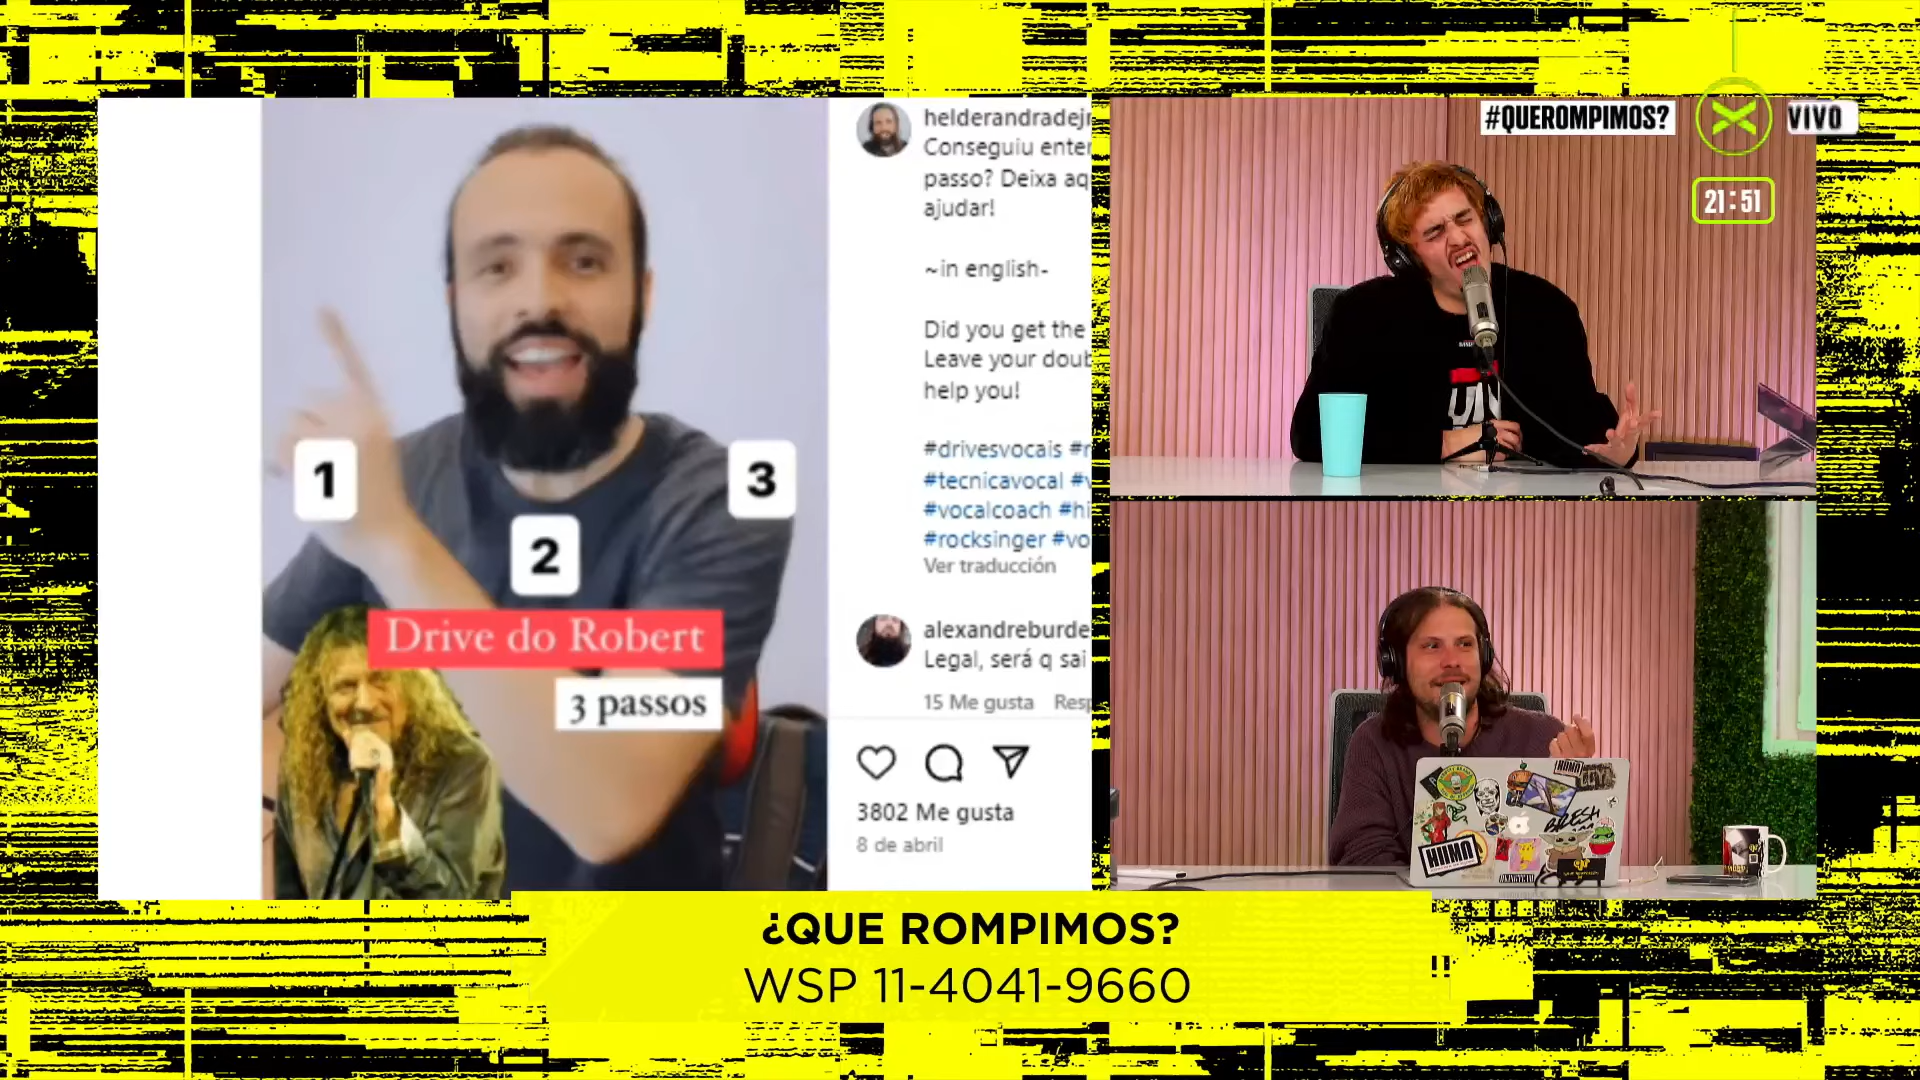 helderandradejr
Conseguiu enter
passo? Deixa aq
ajudar!
~in english-
Did you get the
Leave your doub
help you!
#drivesvocais #r
#tecnicavocal #v
#vocalcoach #hi
#rocksinger #vo
Ver traducción
alexandreburde
Legal, será q sai
15 Me gusta Resp
3802 Me gusta
8 de abril
1
2
3
Drive do Robert
3 passos
#QUEROMPIMOS?
VIVO
21:51
HIIMA
BRESH
¿QUE ROMPIMOS?
WSP 11-4041-9660